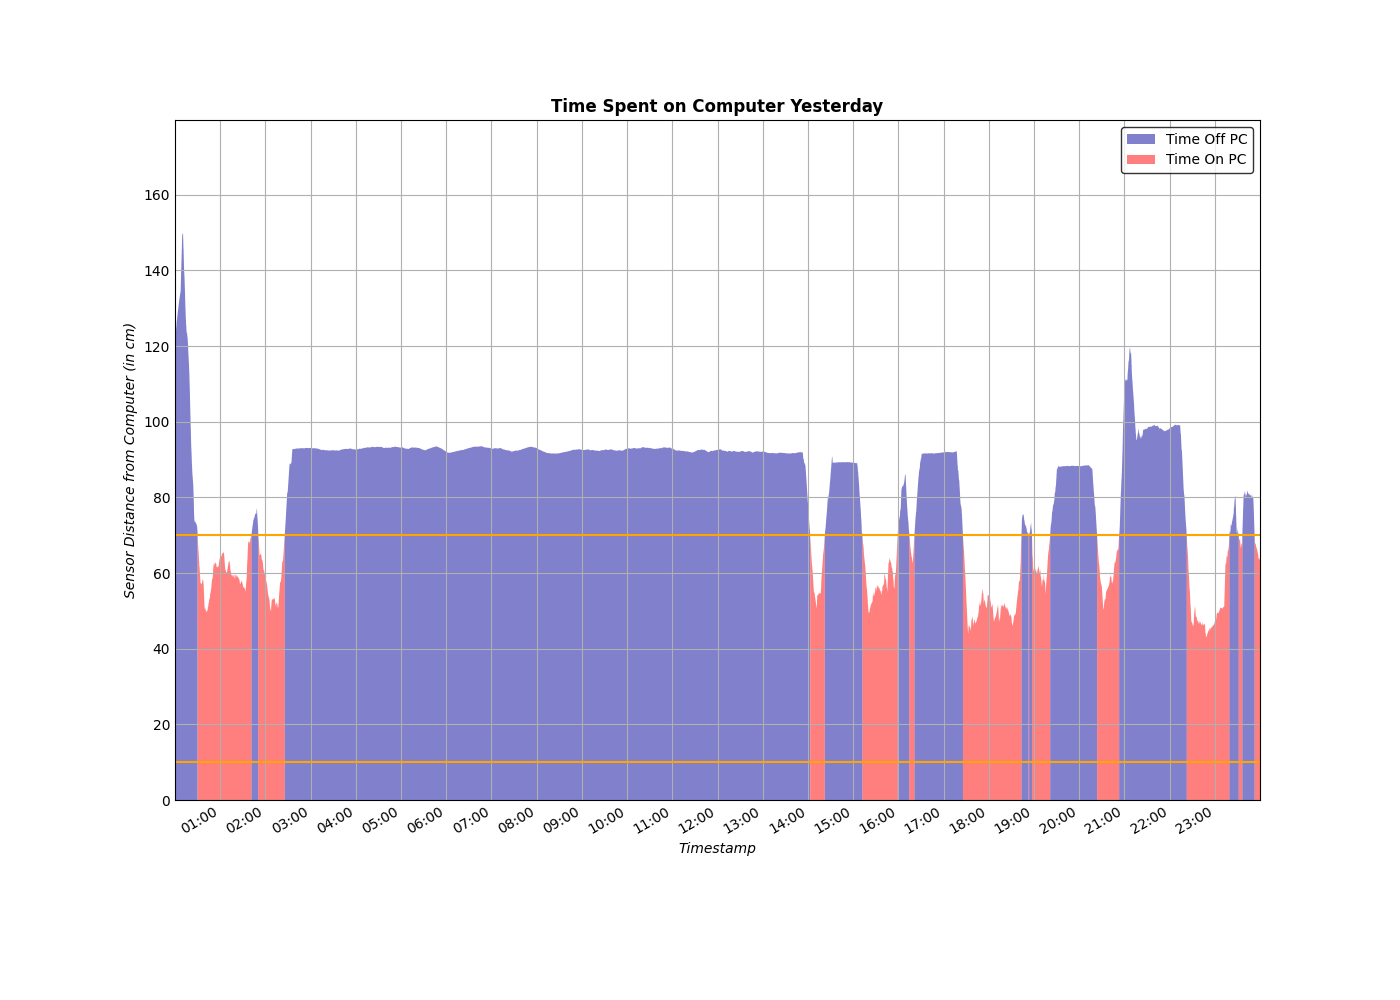 Time Spent on Computer Yesterday
Time Off PC
Time On PC
Sensor Distance from Computer (in cm)
160
140
120
100
80
60
40
20
0
01:00 02:00 03:00 04:00 05:00 06:00 07:00 08:00 09:00 10:00 11:00 12:00 13:00 14:00 15:00 16:00 17:00 18:00 19:00 20:00 21:00 22:00 23:00
Timestamp